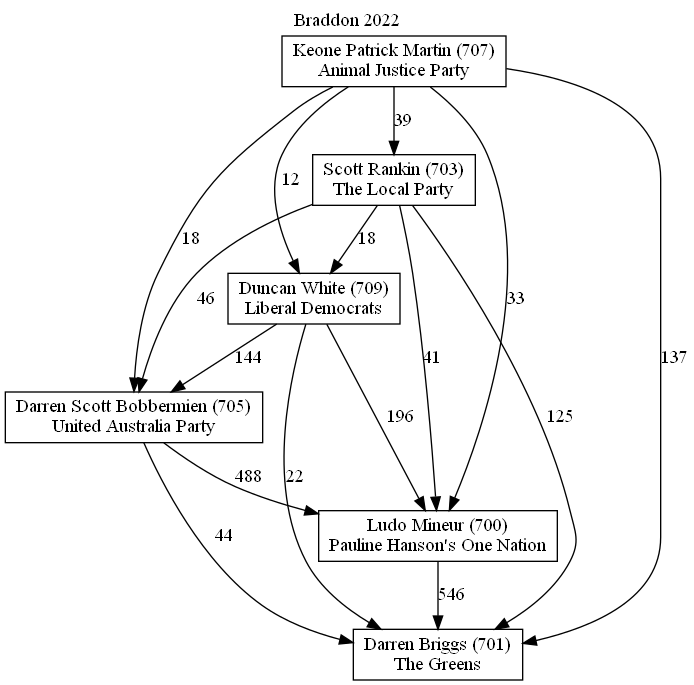 Braddon 2022
Keone Patrick Martin (707)
Animal Justice Party
39
Scott Rankin (703)
The Local Party
12
18
18
46
33
Duncan White (709)
Liberal Democrats
144
41
137
Darren Scott Bobbermien (705)
United Australia Party
196
125
488
22
Ludo Mineur (700)
Pauline Hanson's One Nation
44
546
Darren Briggs (701)
The Greens